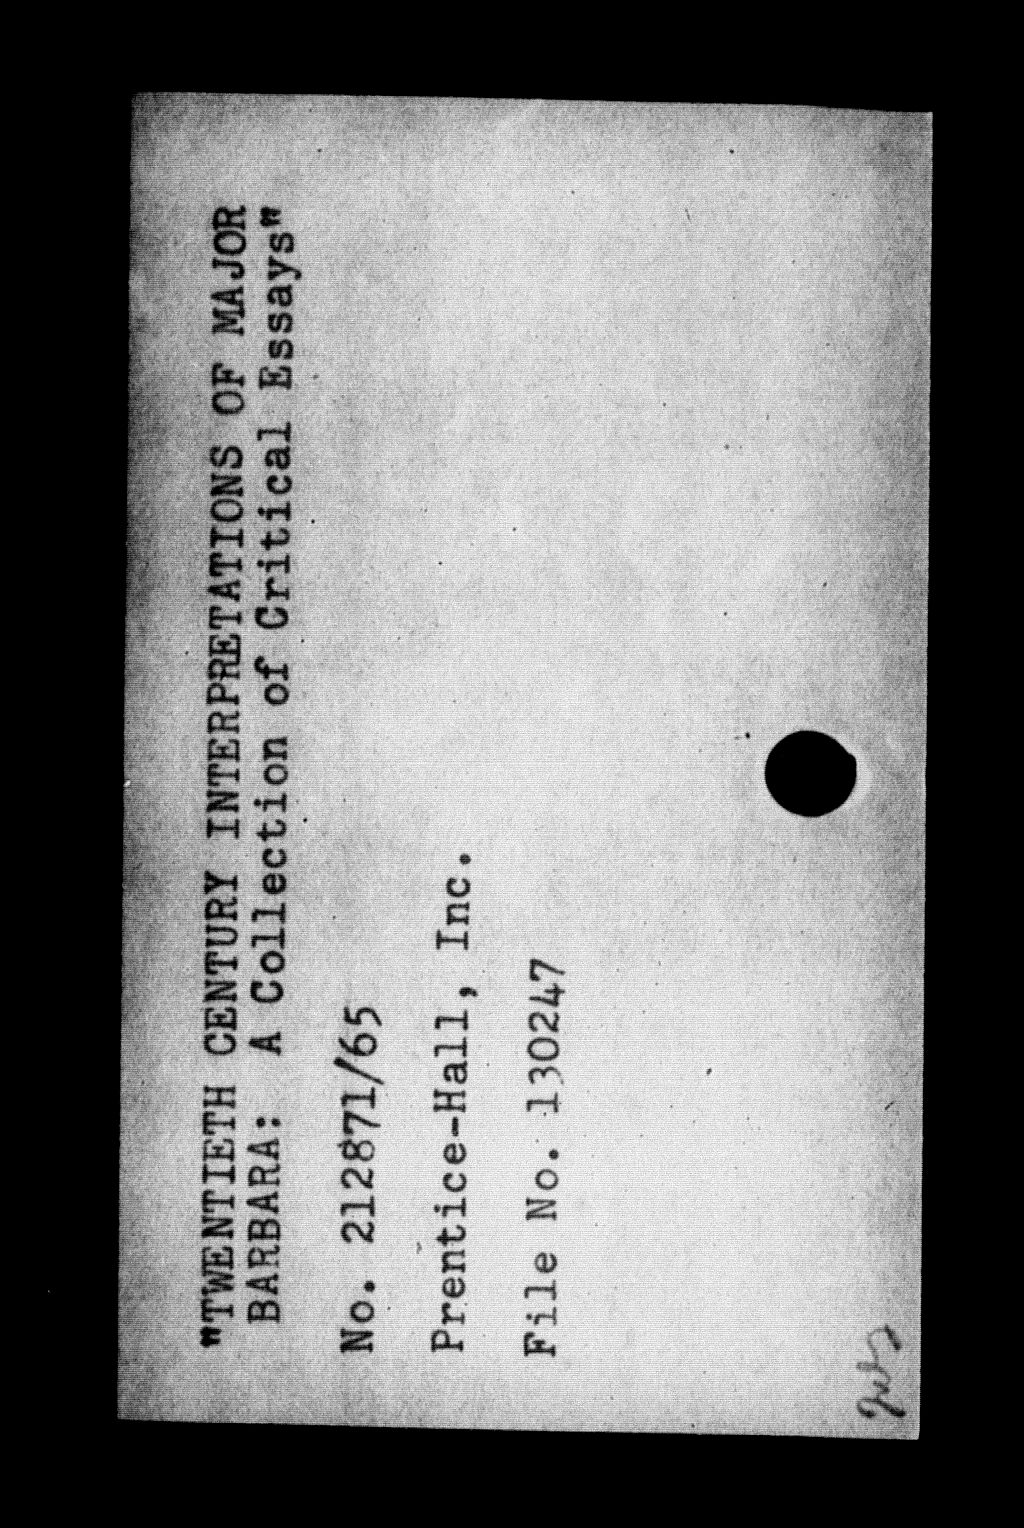 "TWENTIETH CENTURY INTERPRETATIONS OF MAJOR
BARBARA: A Collection of Critical Essays"
No. 212871/65
Prentice-Hall, Inc.
File No. 130247